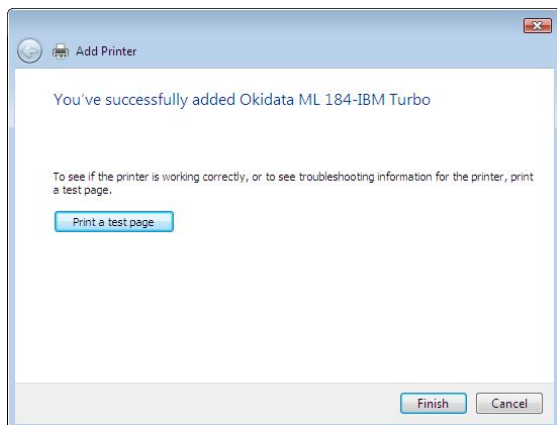 Add Printer
You've successfully added Okidata ML 184-IBM Turbo
To see if the printer is working correctly, or to see troubleshooting information for the printer, print
a test page.
Print a test page
Finish Cancel